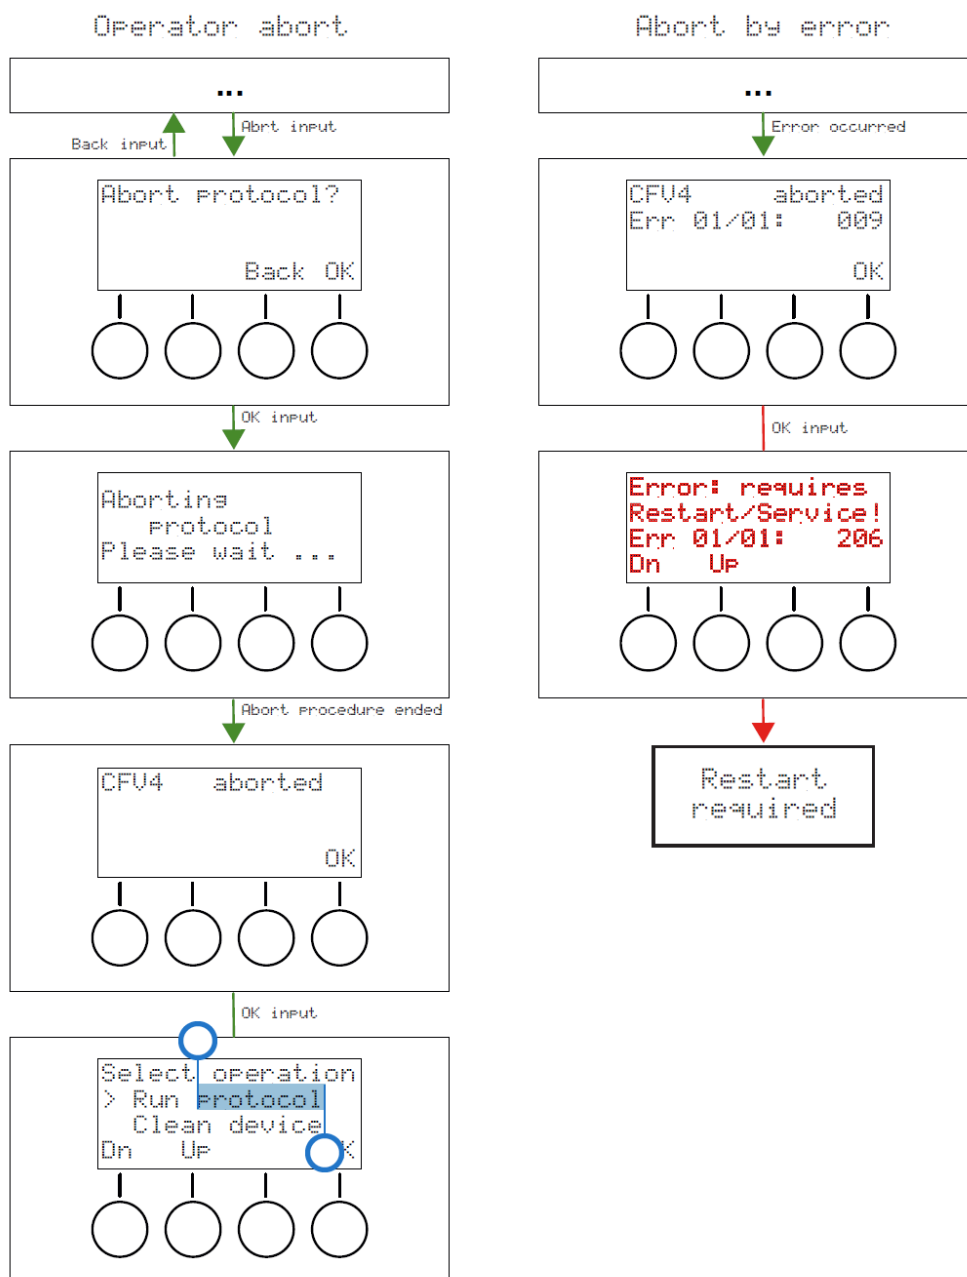 Operator abort
...
Back input
Abrt input
Abort protocol?
Back OK
OK input
Aborting
protocol
Please wait ...
Abort procedure ended
CFV4 aborted
OK
OK input
Select operation
> Run protocol
Clean device
Dn Up K
Abort by error
...
Error occurred
CFV4 aborted
Err 01/01: 009
OK
OK input
Error: requires
Restart/Service!
Err 01/01: 206
Dn Up
Restart
required